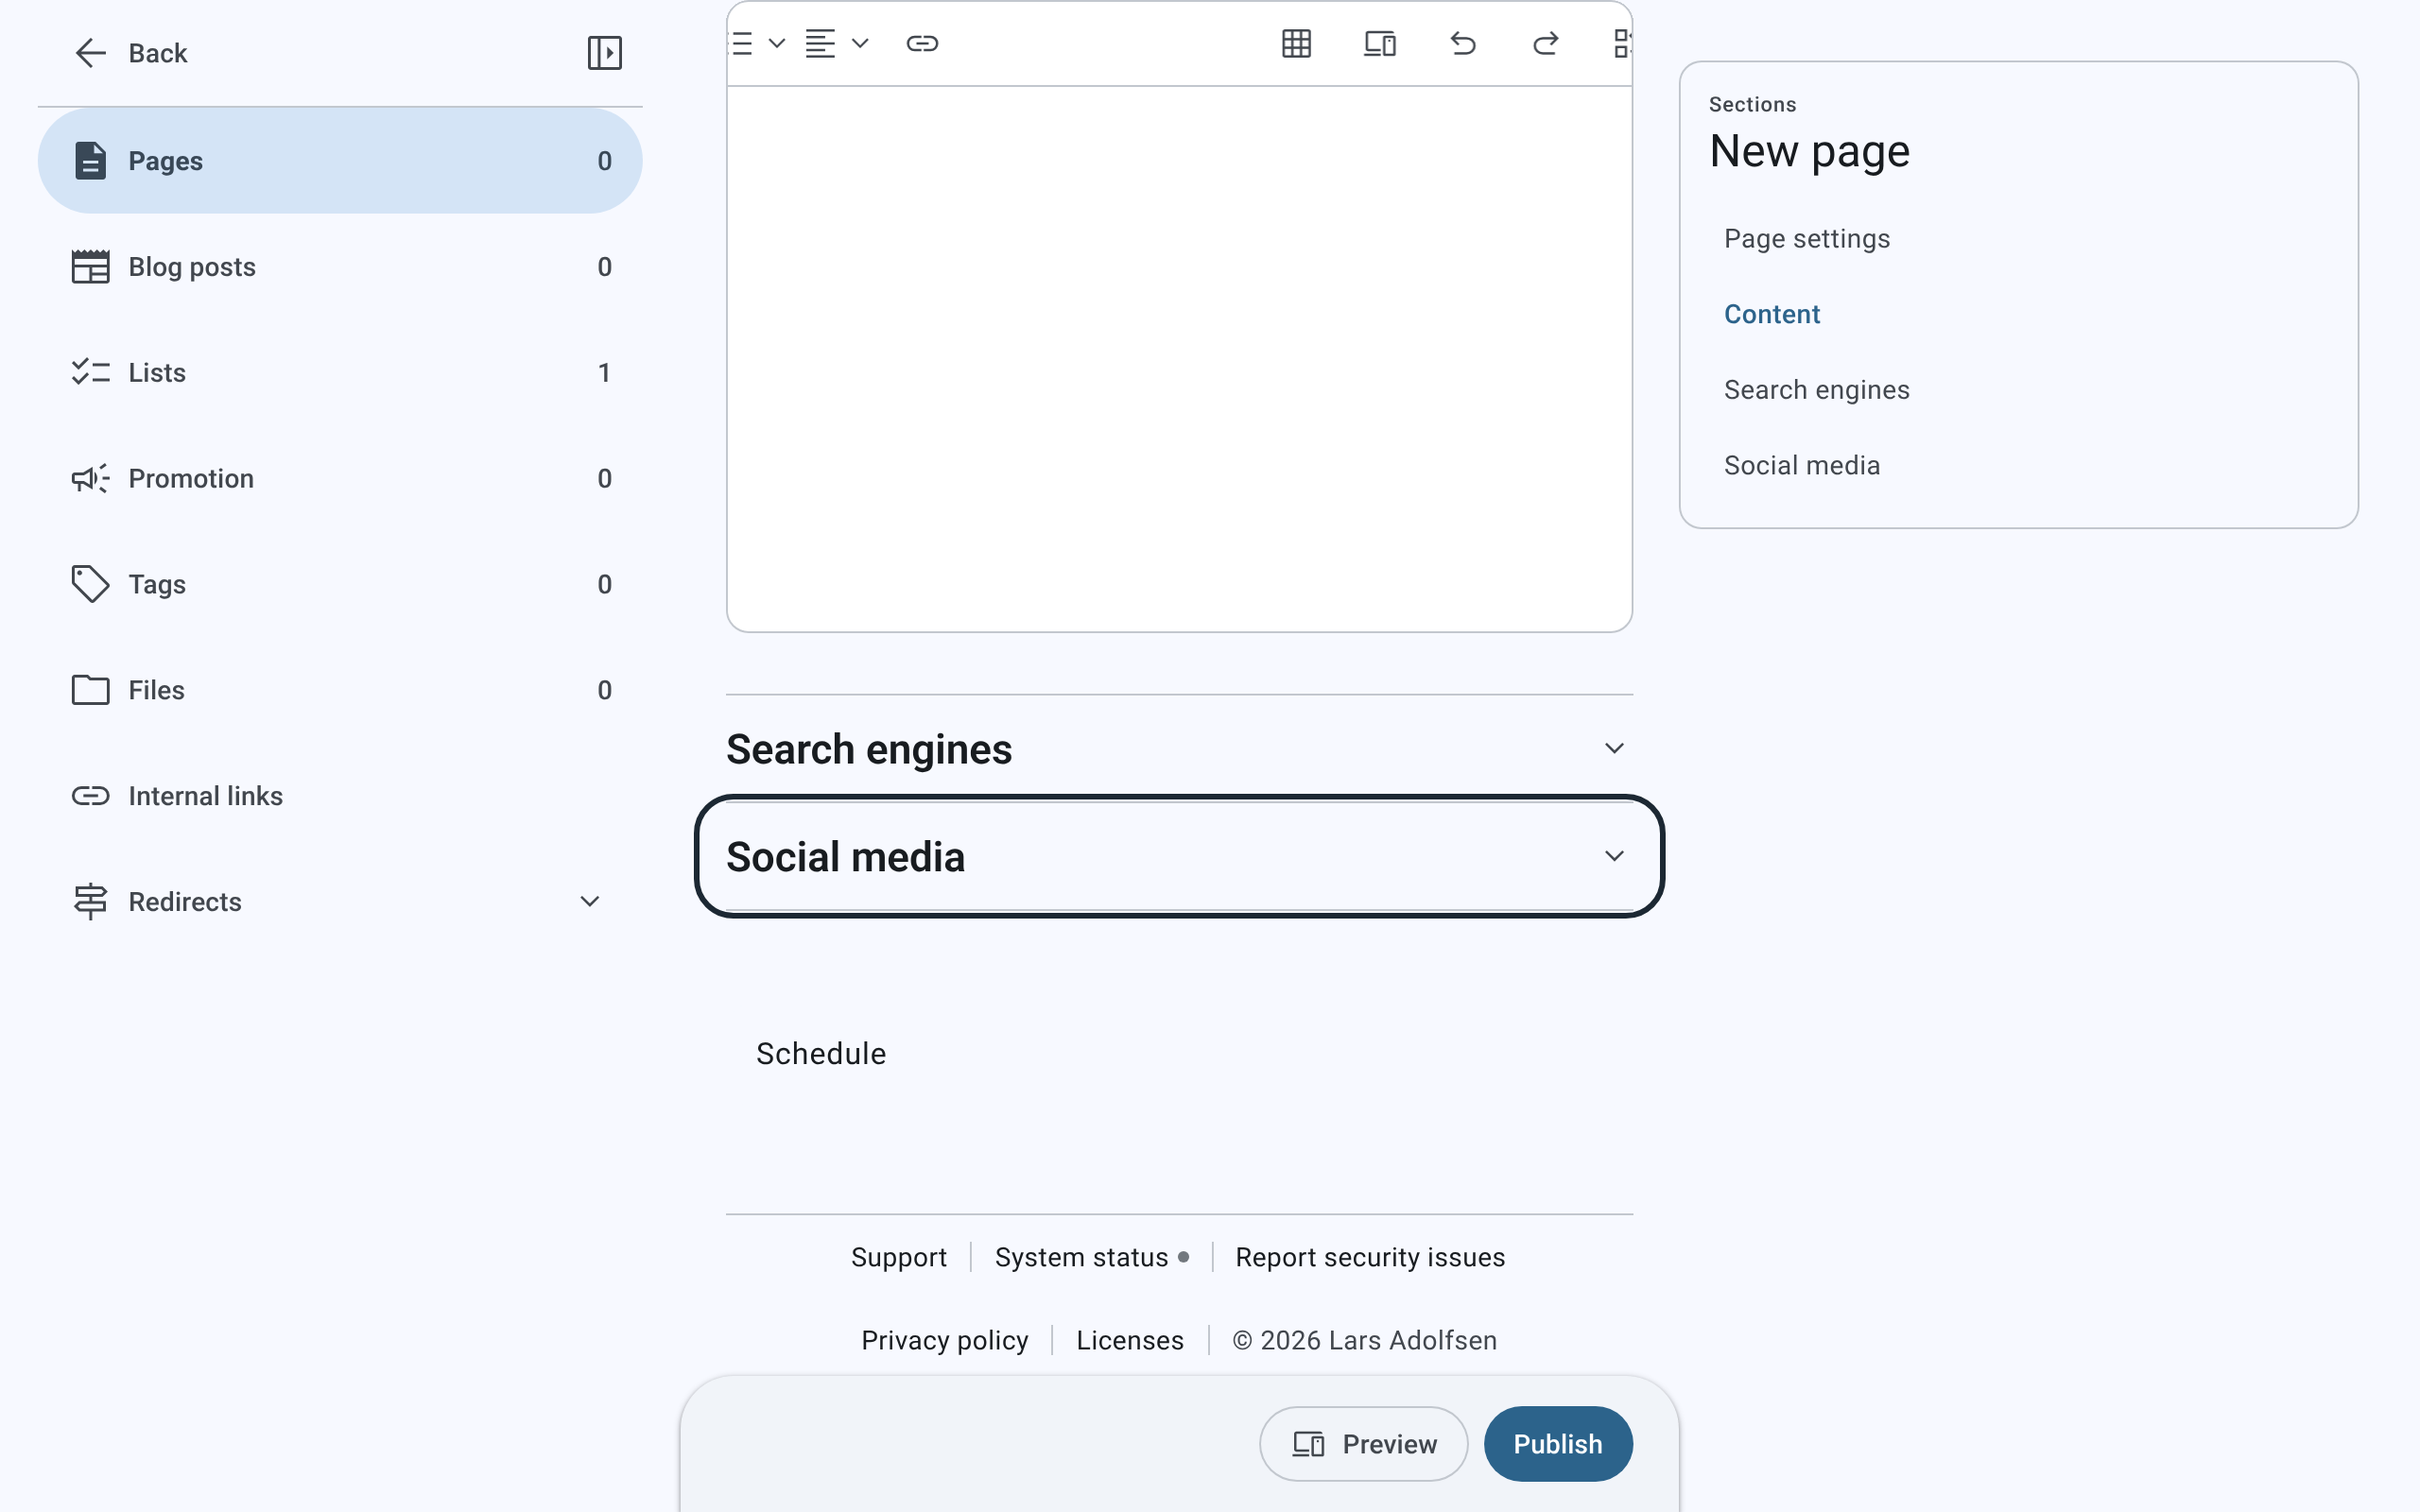 Back
Pages 0
Blog posts 0
Lists 1
Promotion 0
Tags 0
Files 0
Internal links
Redirects
Search engines
Social media
Schedule
Support System status Report security issues
Privacy policy Licenses © 2026 Lars Adolfsen
Preview Publish
Sections
New page
Page settings
Content
Search engines
Social media